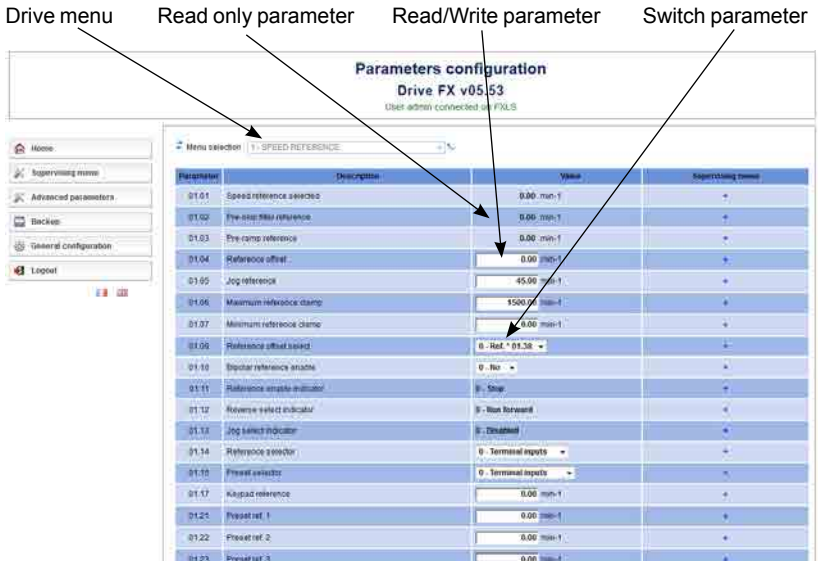 Drive menu Read only parameter Read/Write parameter Switch parameter
Parameters configuration
Drive FX v05.53
User admin connected on FXLS
Home
Supervising menu
Advanced parameters
Backup
General configuration
Logout
Menu selection 1 - SPEED REFERENCE
Parameter Description Value Supervising menu
01.01 Speed reference selected 0.00 min-1 +
01.02 Pre-skip filter reference 0.00 min-1 +
01.03 Pre-ramp reference 0.00 min-1 +
01.04 Reference offset 0.00 min-1 +
01.05 Jog reference 45.00 min-1 +
01.06 Maximum reference clamp 1500.00 min-1 +
01.07 Minimum reference clamp 0.00 min-1 +
01.09 Reference offset select 0 - Ref. * 01.38 +
01.10 Bipolar reference enable 0 - No +
01.11 Reference enable indicator 0 - Stop +
01.12 Reverse select indicator 0 - Run forward +
01.13 Jog select indicator 0 - Disabled +
01.14 Reference selector 0 - Terminal inputs +
01.15 Preset selector 0 - Terminal inputs +
01.17 Keypad reference 0.00 min-1 +
01.21 Preset ref. 1 0.00 min-1 +
01.22 Preset ref. 2 0.00 min-1 +
01.23 Preset ref. 3 0.00 min-1 +